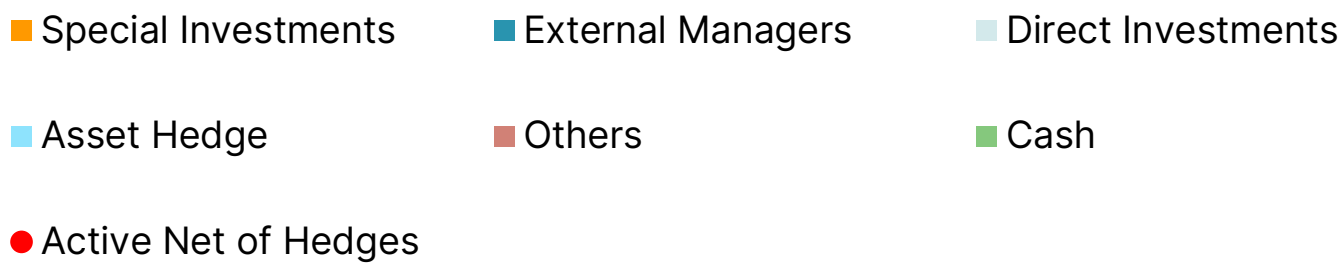 Special Investments External Managers Direct Investments
Asset Hedge Others Cash
Active Net of Hedges